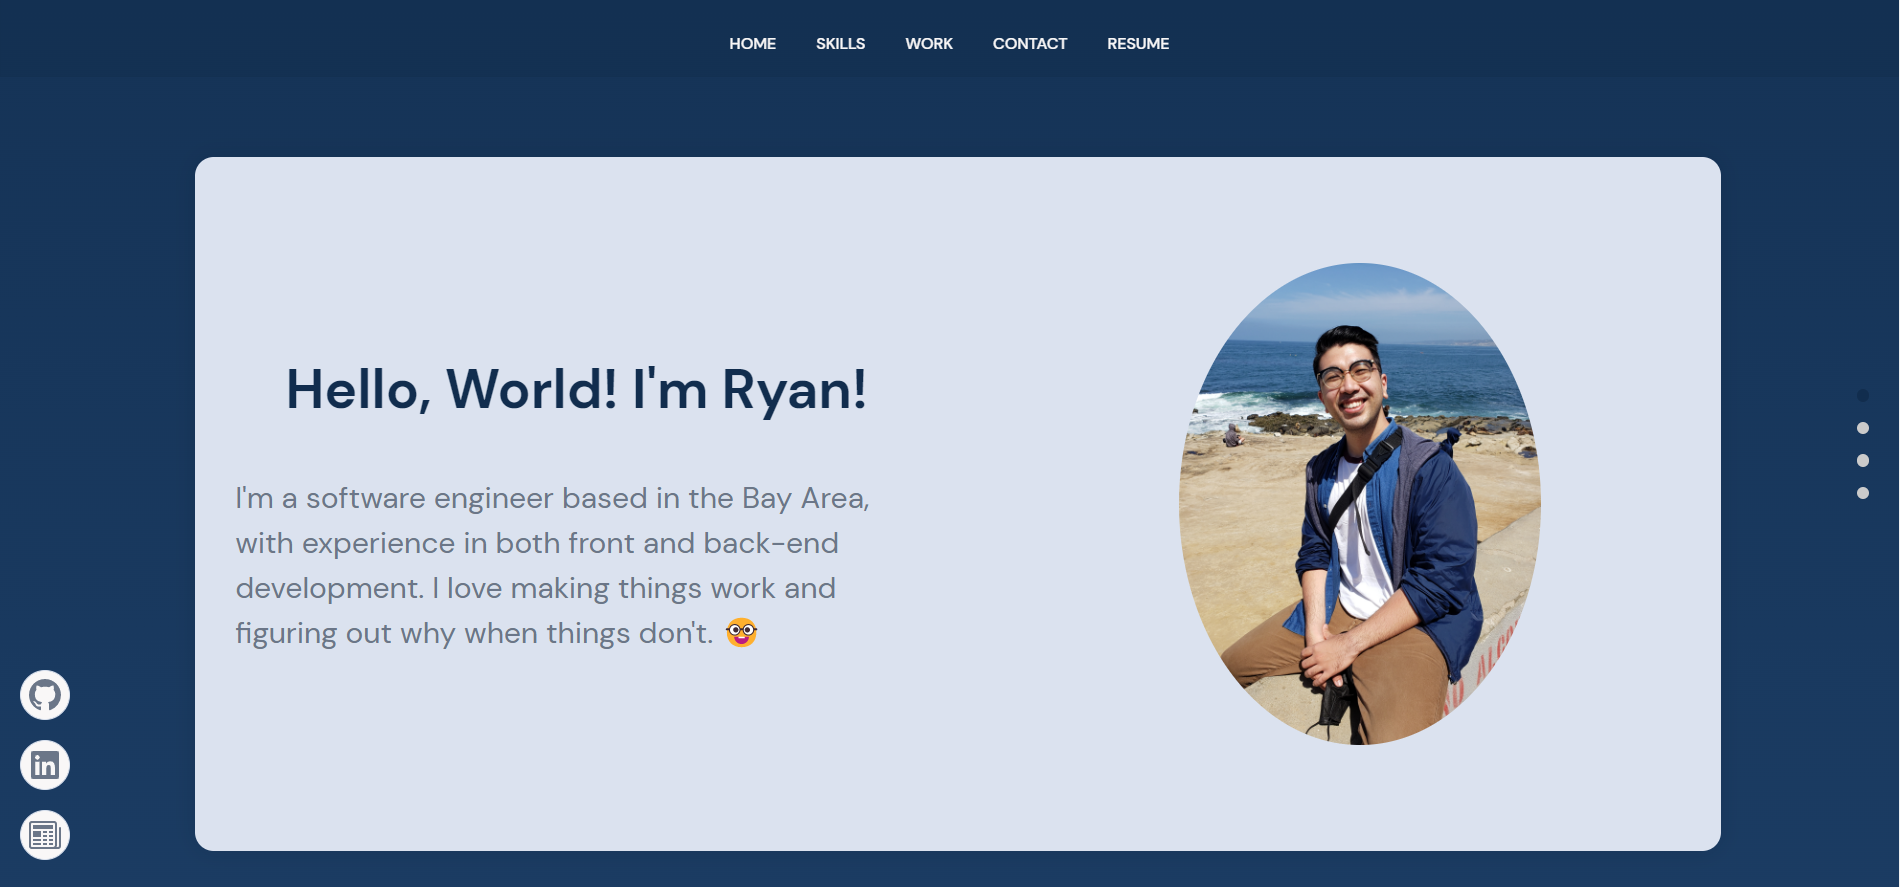 HOME SKILLS WORK CONTACT RESUME
Hello, World! I'm Ryan!
I'm a software engineer based in the Bay Area,
with experience in both front and back-end
development. I love making things work and
figuring out why when things don't. 🤓
in